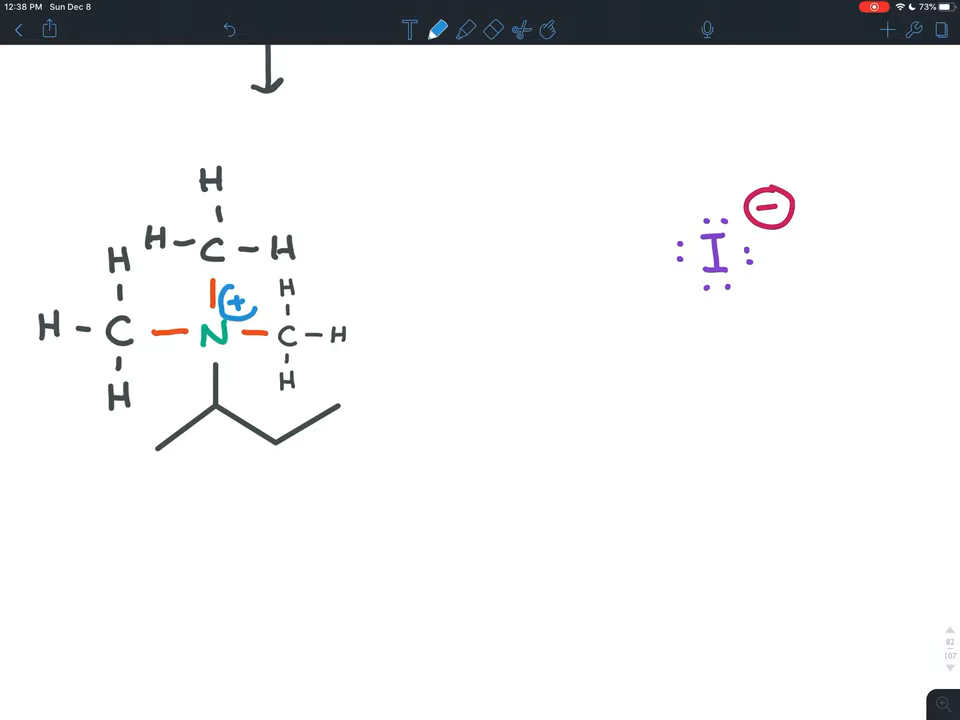 12:38 PM Sun Dec 8
73%
T
H
H – C – H
H H
H – C – N – C – H
+
H H
I
–
82
107